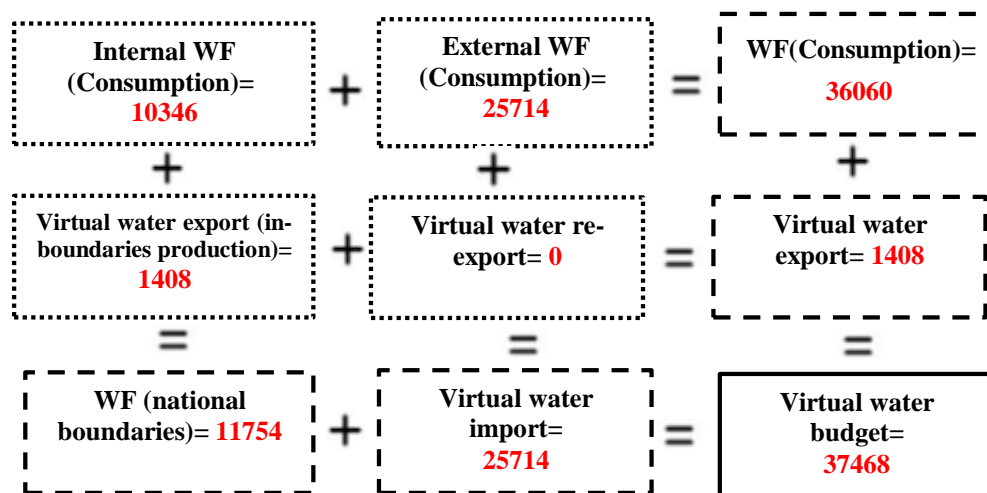 Internal WF
(Consumption)=
10346
+
External WF
(Consumption)=
25714
=
WF(Consumption)=
36060
+
+
+
Virtual water export (in-
boundaries production)=
1408
+
Virtual water re-
export= 0
=
Virtual water
export= 1408
=
=
=
WF (national
boundaries)= 11754
+
Virtual water
import=
25714
=
Virtual water
budget=
37468